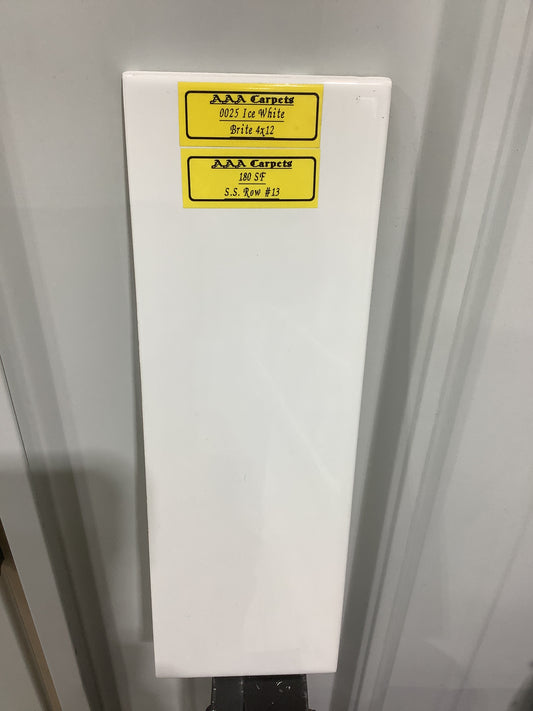 AAA Carpets
0025 Ice White
Brite 4x12
AAA Carpets
180 SF
S.S. Row #13